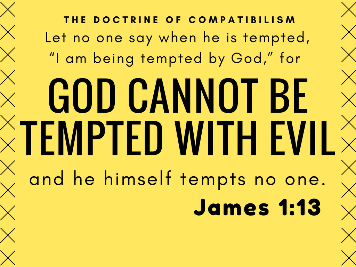 THE DOCTRINE OF COMPATIBILISM
Let no one say when he is tempted,
“I am being tempted by God,” for
GOD CANNOT BE
TEMPTED WITH EVIL
and he himself tempts no one.
James 1:13